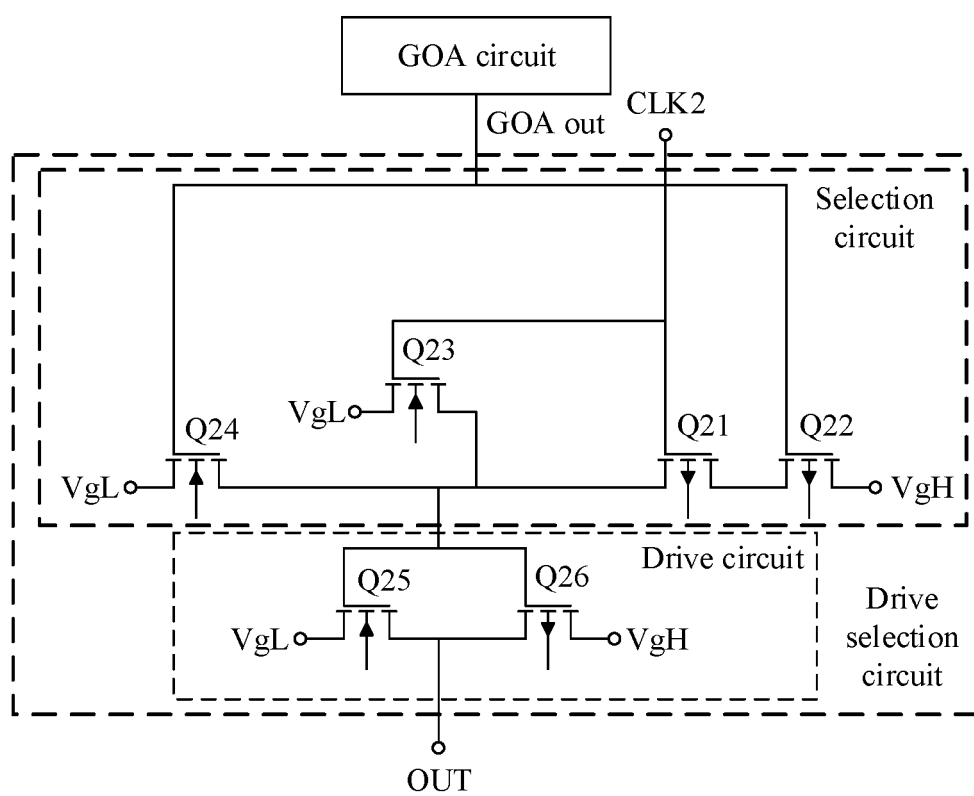 GOA circuit
CLK2
GOA out
Selection
circuit
Q23
VgL
Q24
Q21
Q22
VgL
VgH
Drive circuit
Q25
Q26
VgL
VgH
Drive
selection
circuit
OUT